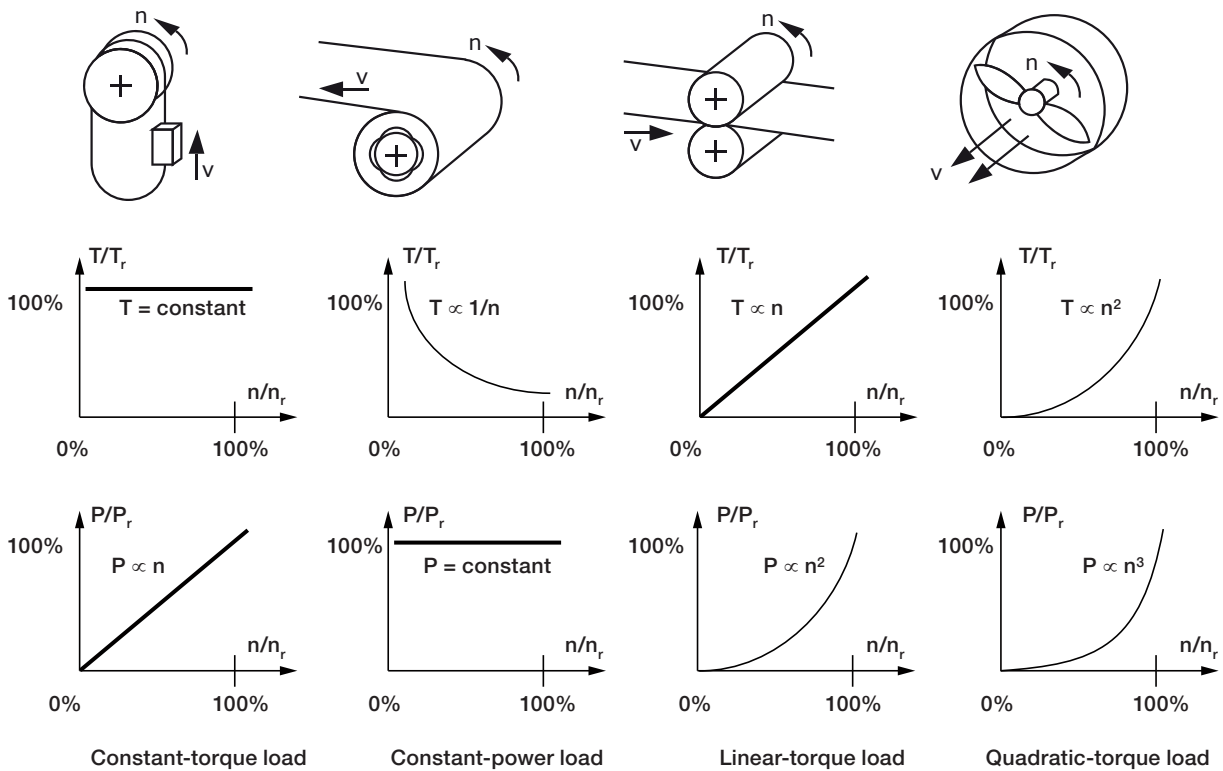 n
v
n
v
n
v
n
v
T/Tᵣ
100%
T = constant
n/nᵣ
0%
100%
T/Tᵣ
100%
T ∝ 1/n
n/nᵣ
0%
100%
T/Tᵣ
100%
T ∝ n
n/nᵣ
0%
100%
T/Tᵣ
100%
T ∝ n²
n/nᵣ
0%
100%
P/Pᵣ
100%
P ∝ n
n/nᵣ
0%
100%
P/Pᵣ
100%
P = constant
n/nᵣ
0%
100%
P/Pᵣ
100%
P ∝ n²
n/nᵣ
0%
100%
P/Pᵣ
100%
P ∝ n³
n/nᵣ
0%
100%
Constant-torque load
Constant-power load
Linear-torque load
Quadratic-torque load